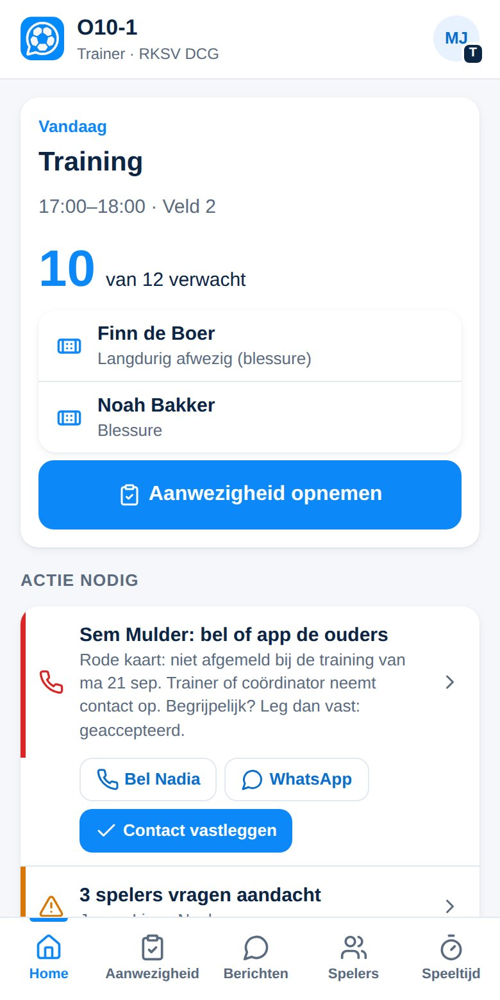 O10-1
Trainer · RKSV DCG
MJ
T
Vandaag
Training
17:00–18:00 · Veld 2
10 van 12 verwacht
Finn de Boer
Langdurig afwezig (blessure)
Noah Bakker
Blessure
Aanwezigheid opnemen
ACTIE NODIG
Sem Mulder: bel of app de ouders
Rode kaart: niet afgemeld bij de training van
ma 21 sep. Trainer of coördinator neemt
contact op. Begrijpelijk? Leg dan vast:
geaccepteerd.
Bel Nadia
WhatsApp
Contact vastleggen
3 spelers vragen aandacht
Home
Aanwezigheid
Berichten
Spelers
Speeltijd